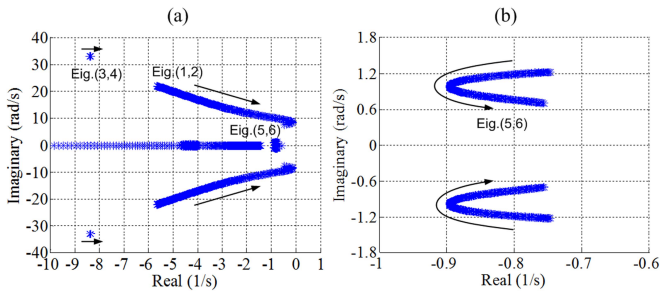 (a)
40
30
20
10
0
-10
-20
-30
-40
Imaginary (rad/s)
Eig.(3,4)
Eig.(1,2)
Eig.(5,6)
-10 -9 -8 -7 -6 -5 -4 -3 -2 -1 0 1
Real (1/s)
(b)
1.8
1.2
0.6
0
-0.6
-1.2
-1.8
Imaginary (rad/s)
Eig.(5,6)
-1 -0.9 -0.8 -0.7 -0.6
Real (1/s)